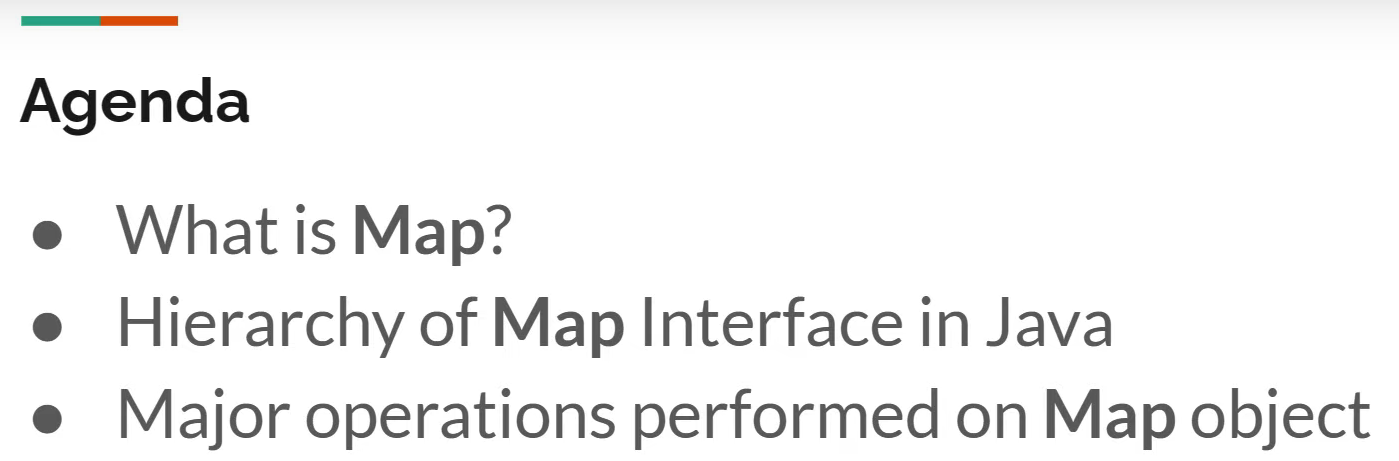 Agenda
● What is Map?
● Hierarchy of Map Interface in Java
● Major operations performed on Map object